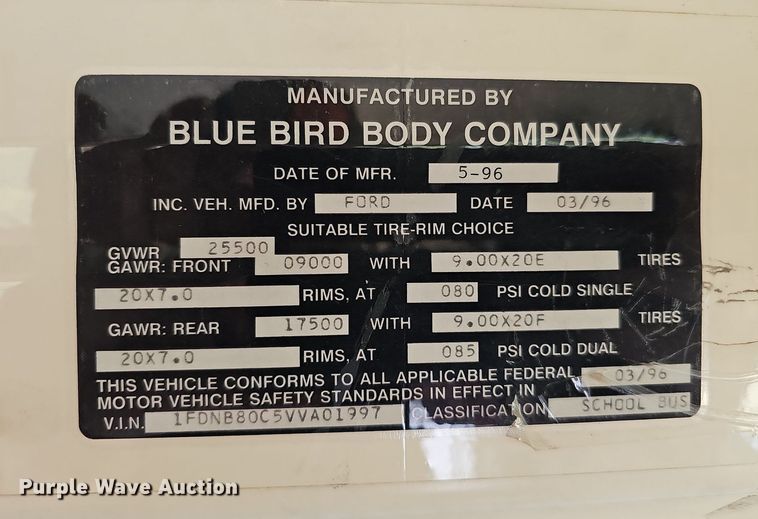 MANUFACTURED BY
BLUE BIRD BODY COMPANY
DATE OF MFR. 5-96
INC. VEH. MFD. BY FORD DATE 03/96
SUITABLE TIRE-RIM CHOICE
GVWR 25500
GAWR: FRONT 09000 WITH 9.00X20E TIRES
20X7.0 RIMS, AT 080 PSI COLD SINGLE
GAWR: REAR 17500 WITH 9.00X20F TIRES
20X7.0 RIMS, AT 085 PSI COLD DUAL
THIS VEHICLE CONFORMS TO ALL APPLICABLE FEDERAL 03/96
MOTOR VEHICLE SAFETY STANDARDS IN EFFECT IN
V.I.N. 1FDNB80C5VVA01997 CLASSIFICATION SCHOOL BUS
Purple Wave Auction